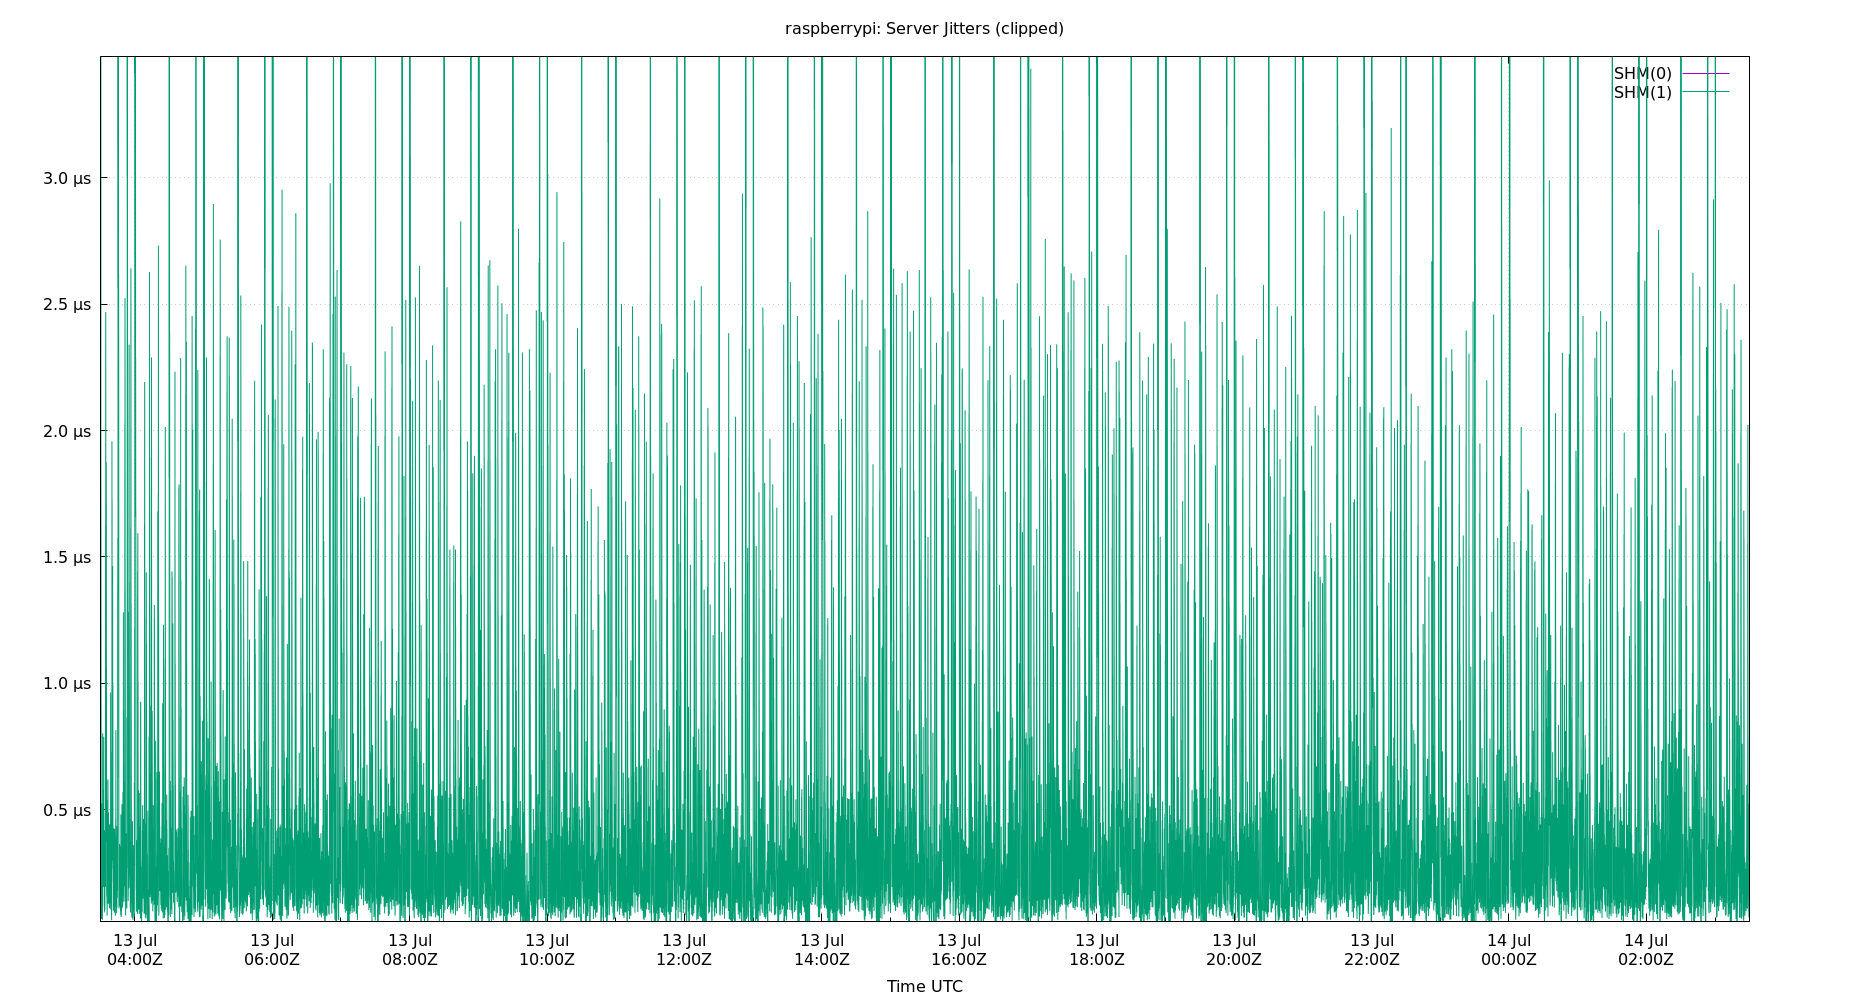 raspberrypi: Server Jitters (clipped)
SHM(0)
SHM(1)
3.0 µs
2.5 µs
2.0 µs
1.5 µs
1.0 µs
0.5 µs
13 Jul 13 Jul 13 Jul 13 Jul 13 Jul 13 Jul 13 Jul 13 Jul 13 Jul 13 Jul 14 Jul 14 Jul
04:00Z 06:00Z 08:00Z 10:00Z 12:00Z 14:00Z 16:00Z 18:00Z 20:00Z 22:00Z 00:00Z 02:00Z
Time UTC